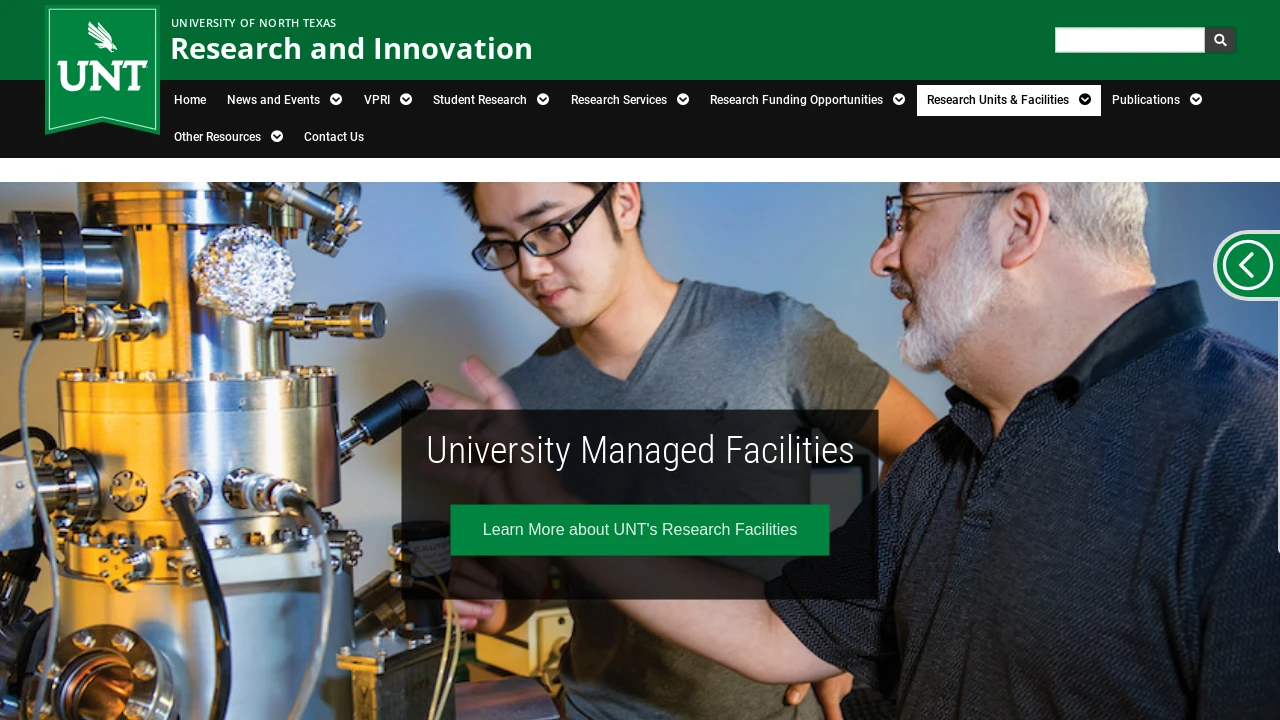 UNIVERSITY OF NORTH TEXAS
Research and Innovation
UNT
Home News and Events VPRI Student Research Research Services Research Funding Opportunities Research Units & Facilities Publications
Other Resources Contact Us
University Managed Facilities
Learn More about UNT's Research Facilities